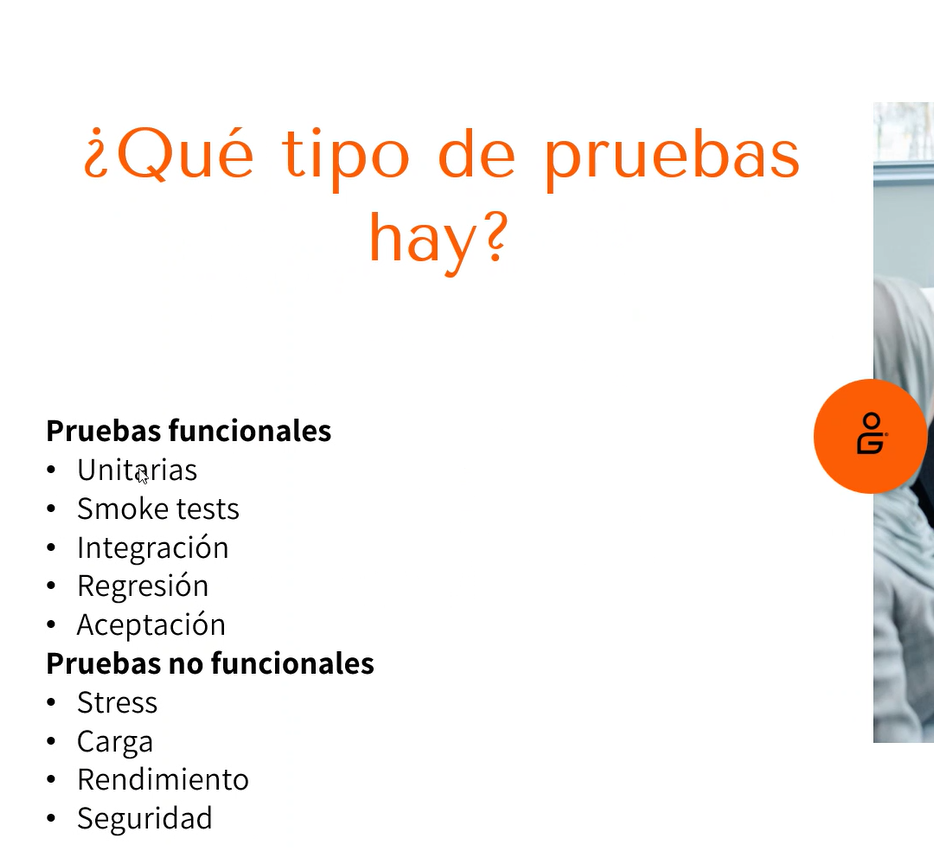 ¿Qué tipo de pruebas
hay?
Pruebas funcionales
• Unitarias
• Smoke tests
• Integración
• Regresión
• Aceptación
Pruebas no funcionales
• Stress
• Carga
• Rendimiento
• Seguridad